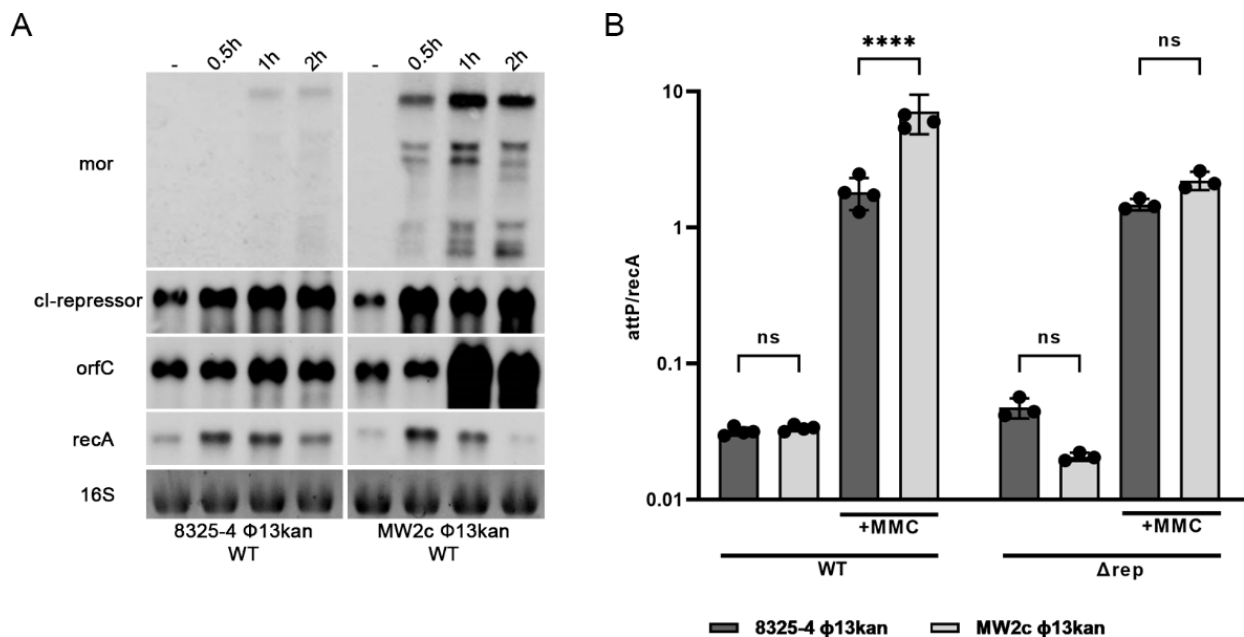 A
- 0.5h 1h 2h - 0.5h 1h 2h
mor
cI-repressor
orfC
recA
16S
8325-4 Φ13kan MW2c Φ13kan
WT WT
B
**** ns
10
1
attP/recA
ns ns
0.1
0.01
+MMC +MMC
WT Δrep
8325-4 ϕ13kan MW2c ϕ13kan